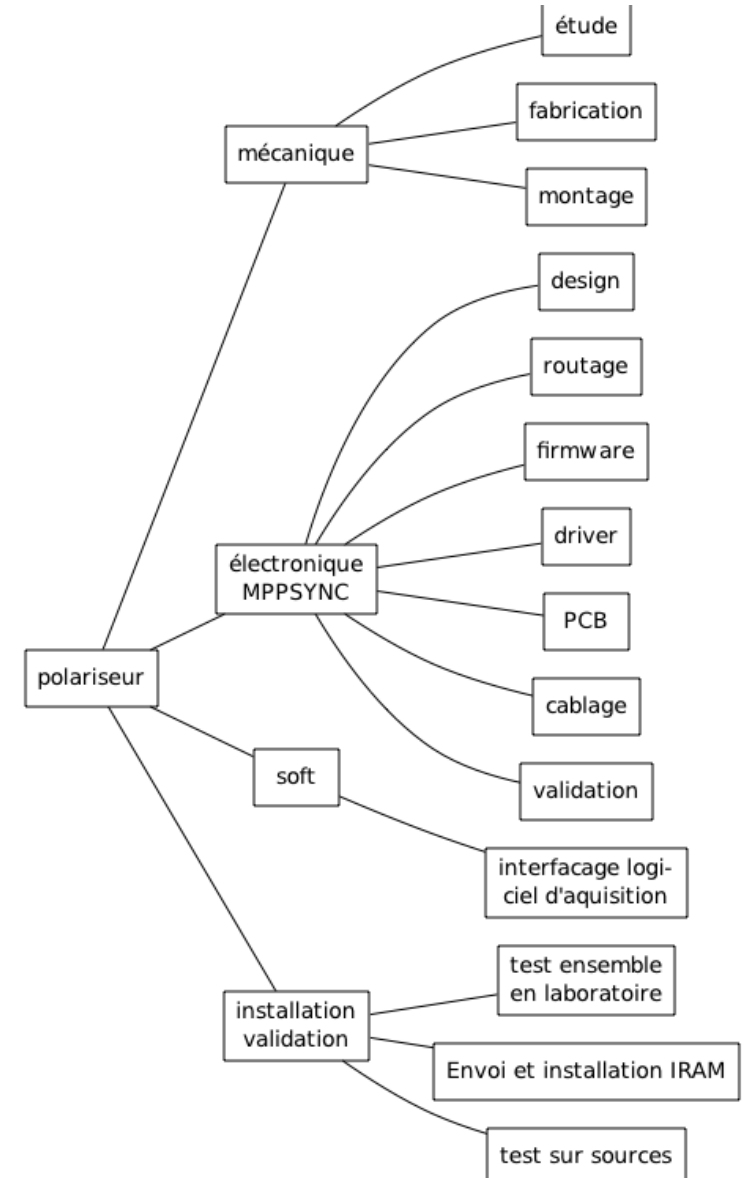 étude
fabrication
mécanique
montage
design
routage
firmware
driver
électronique
MPPSYNC
PCB
polariseur
cablage
soft
validation
interfacage logi-
ciel d'aquisition
test ensemble
en laboratoire
installation
validation
Envoi et installation IRAM
test sur sources